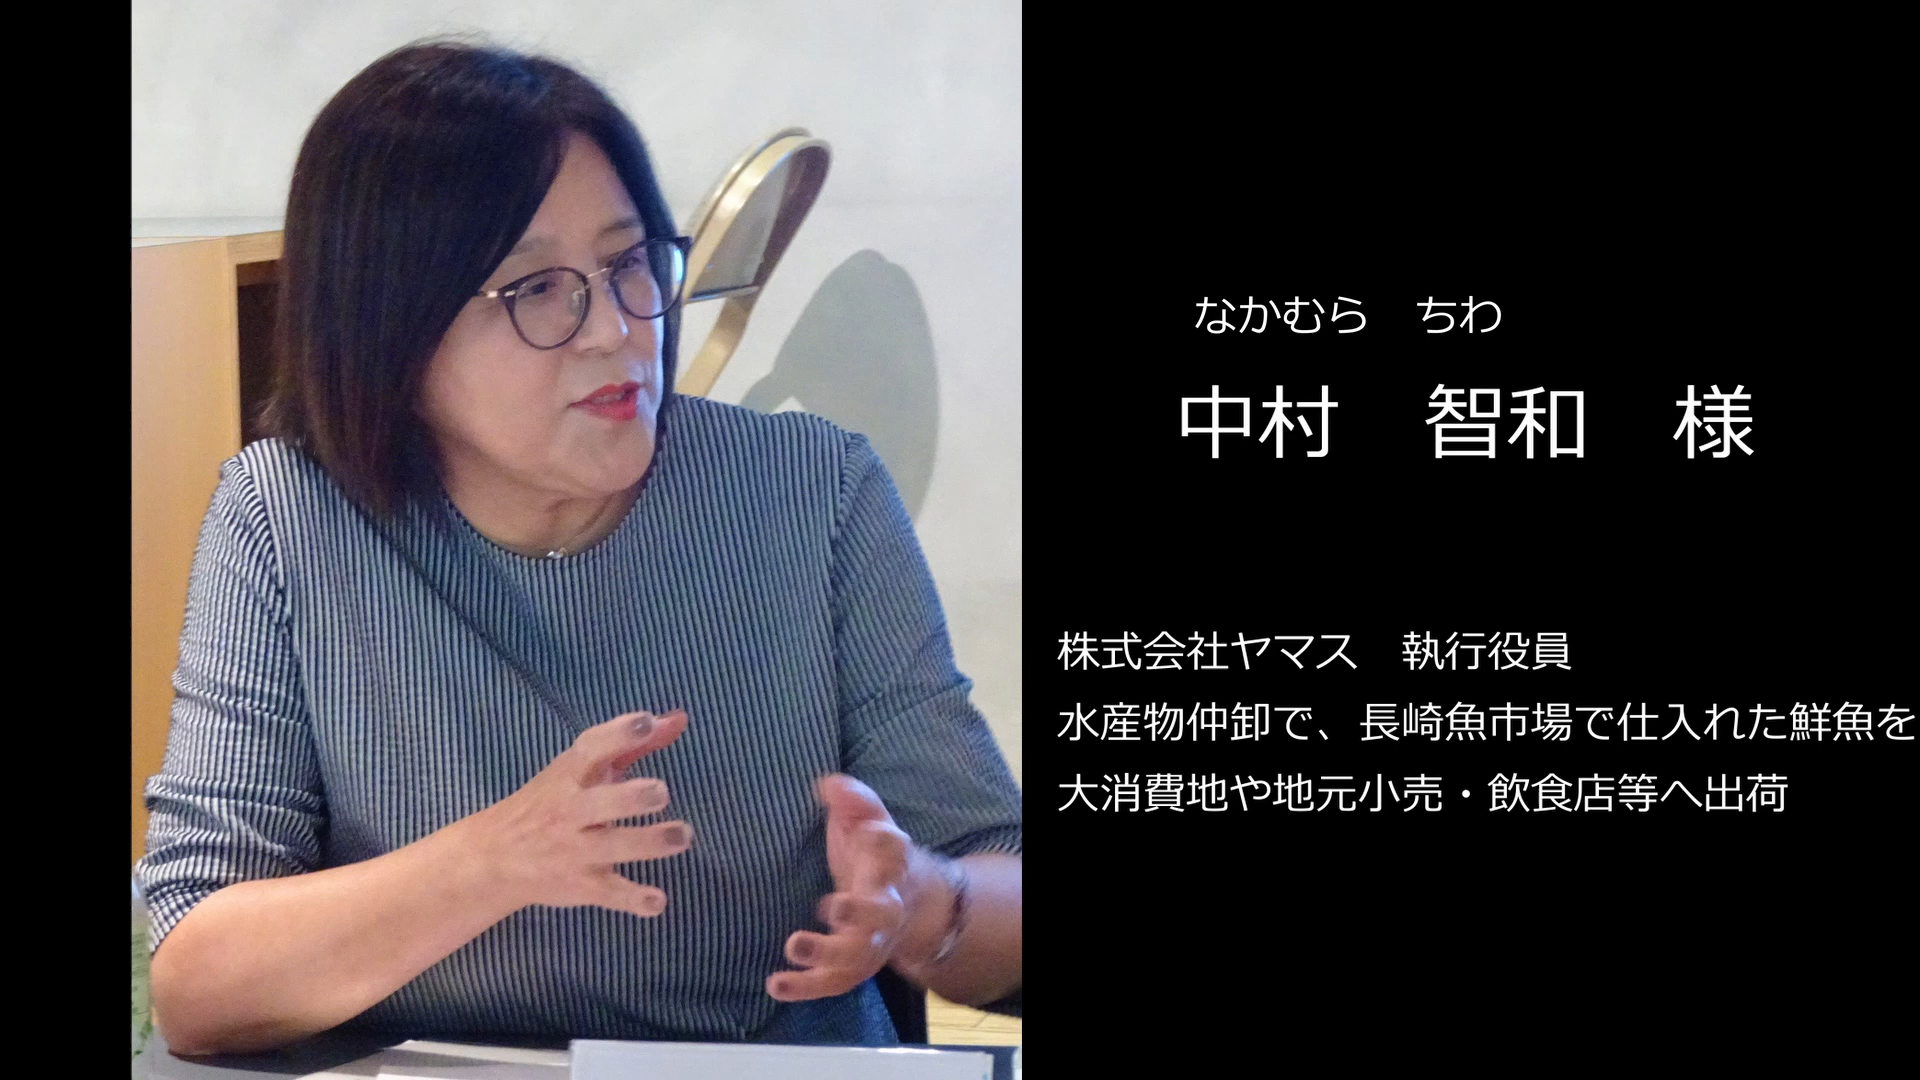 なかむら　ちわ
中村　智和　様
株式会社ヤマス　執行役員
水産物仲卸で、長崎魚市場で仕入れた鮮魚を
大消費地や地元小売・飲食店等へ出荷